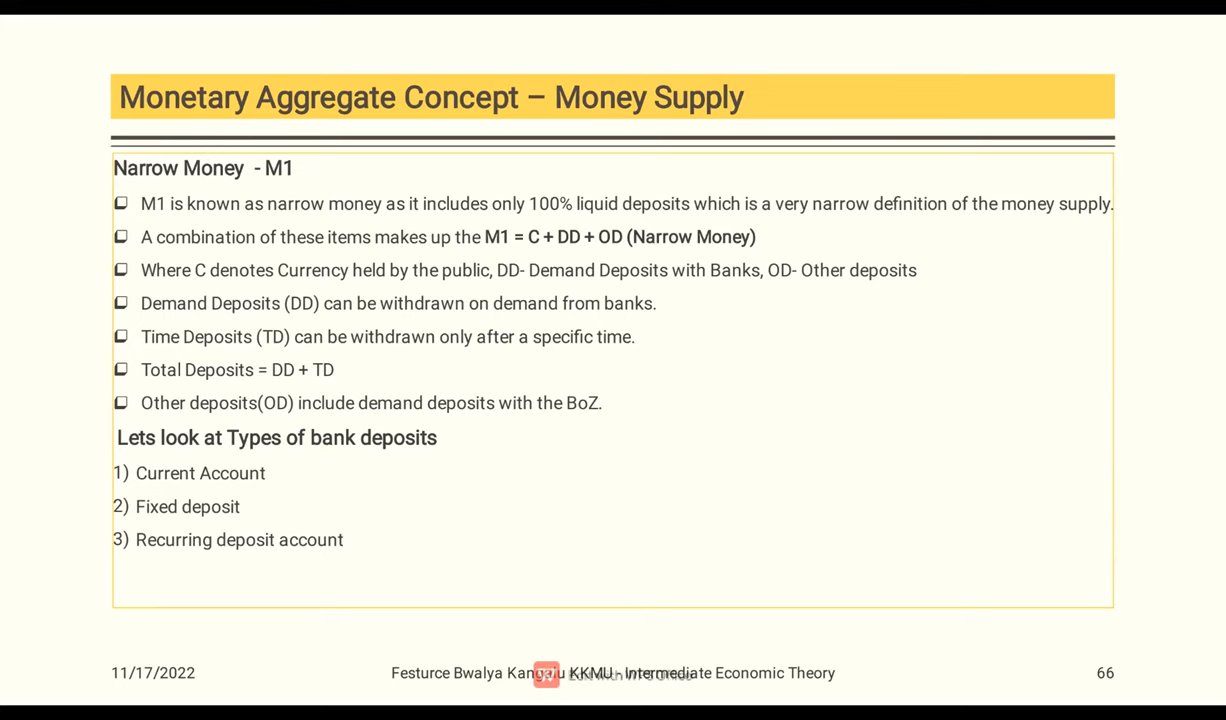 Monetary Aggregate Concept – Money Supply
Narrow Money - M1
M1 is known as narrow money as it includes only 100% liquid deposits which is a very narrow definition of the money supply.
A combination of these items makes up the M1 = C + DD + OD (Narrow Money)
Where C denotes Currency held by the public, DD- Demand Deposits with Banks, OD- Other deposits
Demand Deposits (DD) can be withdrawn on demand from banks.
Time Deposits (TD) can be withdrawn only after a specific time.
Total Deposits = DD + TD
Other deposits(OD) include demand deposits with the BoZ.
Lets look at Types of bank deposits
1) Current Account
2) Fixed deposit
3) Recurring deposit account
11/17/2022
Festurce Bwalya KKMU - Intermediate Economic Theory
66